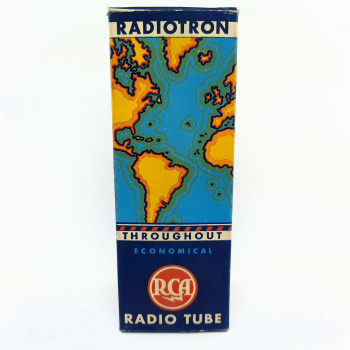 RADIOTRON
THROUGHOUT
ECONOMICAL
RCA
RADIO TUBE